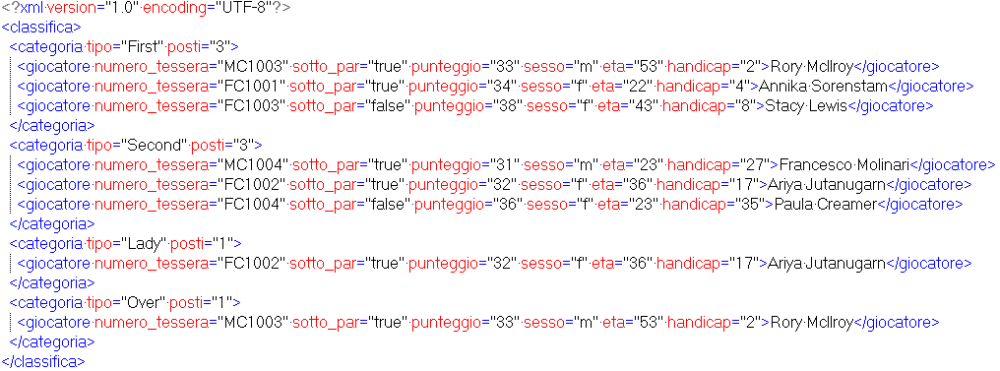 <?xml version="1.0" encoding="UTF-8"?>
<classifica>
<categoria tipo="First" posti="3">
<giocatore numero_tessera="MC1003" sotto_par="true" punteggio="33" sesso="m" eta="53" handicap="2">Rory McIlroy</giocatore>
<giocatore numero_tessera="FC1001" sotto_par="true" punteggio="34" sesso="f" eta="22" handicap="4">Annika Sorenstam</giocatore>
<giocatore numero_tessera="FC1003" sotto_par="false" punteggio="38" sesso="f" eta="43" handicap="8">Stacy Lewis</giocatore>
</categoria>
<categoria tipo="Second" posti="3">
<giocatore numero_tessera="MC1004" sotto_par="true" punteggio="31" sesso="m" eta="23" handicap="27">Francesco Molinari</giocatore>
<giocatore numero_tessera="FC1002" sotto_par="true" punteggio="32" sesso="f" eta="36" handicap="17">Ariya Jutanugarn</giocatore>
<giocatore numero_tessera="FC1004" sotto_par="false" punteggio="36" sesso="f" eta="23" handicap="35">Paula Creamer</giocatore>
</categoria>
<categoria tipo="Lady" posti="1">
<giocatore numero_tessera="FC1002" sotto_par="true" punteggio="32" sesso="f" eta="36" handicap="17">Ariya Jutanugarn</giocatore>
</categoria>
<categoria tipo="Over" posti="1">
<giocatore numero_tessera="MC1003" sotto_par="true" punteggio="33" sesso="m" eta="53" handicap="2">Rory McIlroy</giocatore>
</categoria>
</classifica>